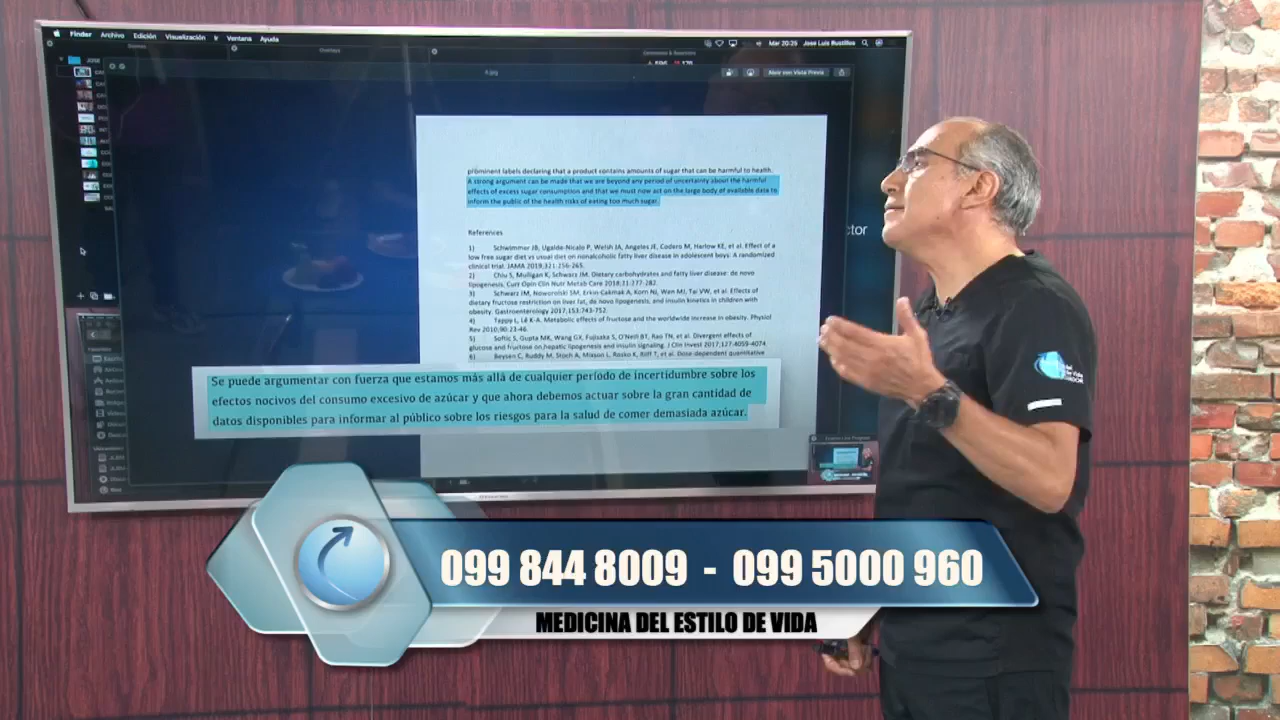 Finder Archivo Edición Visualización Ir Ventana Ayuda
Mar 20:25 Jose Luis Bustillos
Abrir con Vista Previa
prominent labels declaring that a product contains amounts of sugar that can be harmful to health.
A strong argument can be made that we are beyond any period of uncertainty about the harmful
effects of excess sugar consumption and that we must now act on the large body of available data to
inform the public of the health risks of eating too much sugar.
References
1) Schwimmer JB, Ugalde-Nicalo P, Welsh JA, Angeles JE, Cordero M, Harlow KE, et al. Effect of a
low free sugar diet vs usual diet on nonalcoholic fatty liver disease in adolescent boys: A randomized
clinical trial. JAMA 2019;321:256-265.
2) Chiu S, Mulligan K, Schwarz JM. Dietary carbohydrates and fatty liver disease: de novo
lipogenesis. Curr Opin Clin Nutr Metab Care 2018;21:277-282.
3) Schwarz JM, Noworolski SM, Erkin-Cakmak A, Korn NJ, Wen MJ, Tai VW, et al. Effects of
dietary fructose restriction on liver fat, de novo lipogenesis, and insulin kinetics in children with
obesity. Gastroenterology 2017;153:743-752.
4) Tappy L, Lê K-A. Metabolic effects of fructose and the worldwide increase in obesity. Physiol
Rev 2010;90:23-46.
5) Softic S, Gupta MK, Wang GX, Fujisaka S, O'Neill BT, Rao TN, et al. Divergent effects of
glucose and fructose on hepatic lipogenesis and insulin signaling. J Clin Invest 2017;127:4059-4074.
6) Beysen C, Ruddy M, Stoch A, Mixson L, Rosko K, Riiff T, et al. Dose-dependent quantitative
Se puede argumentar con fuerza que estamos más allá de cualquier período de incertidumbre sobre los
efectos nocivos del consumo excesivo de azúcar y que ahora debemos actuar sobre la gran cantidad de
datos disponibles para informar al público sobre los riesgos para la salud de comer demasiada azúcar.
099 844 8009 - 099 5000 960
MEDICINA DEL ESTILO DE VIDA